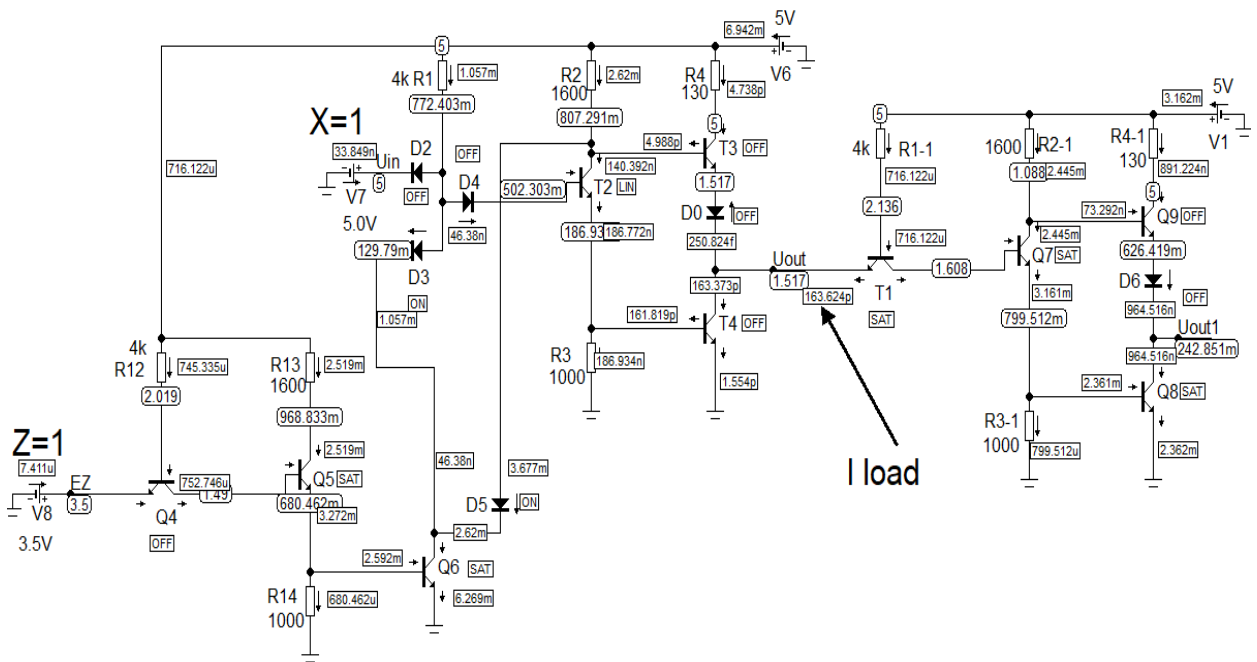 5V
6.942m
V6
5
4k R1
1.057m
772.403m
R2
1600
2.62m
807.291m
R4
130
4.738p
5
X=1
33.849n
Uin
5
V7
5.0V
D2
OFF
OFF
D4
46.38n
129.79m
D3
ON
1.057m
716.122u
502.303m
140.392n
T2
LIN
4.988p
T3
OFF
1.517
D0
OFF
250.824f
186.772n
163.373p
161.819p
T4
OFF
R3
1000
186.934n
1.554p
Uout
1.517
163.624p
I load
5V
3.162m
V1
5
4k
R1-1
716.122u
2.136
716.122u
T1
SAT
1.608
1600
R2-1
1.088
2.445m
R4-1
130
891.224n
5
73.292n
Q9
OFF
2.445m
Q7
SAT
626.419m
3.161m
799.512m
D6
OFF
964.516n
Uout1
242.851m
964.516n
2.361m
Q8
SAT
R3-1
1000
799.512u
2.362m
4k
R12
745.335u
2.019
R13
1600
2.519m
968.833m
2.519m
Z=1
7.411u
EZ
3.5
V8
3.5V
752.746u
1.49
Q4
OFF
Q5
SAT
680.462m
3.272m
46.38n
3.677m
D5
ON
2.62m
2.592m
Q6
SAT
R14
1000
680.462u
6.269m